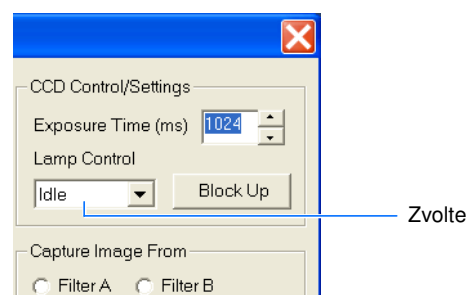 CCD Control/Settings
Exposure Time (ms) 1024
Lamp Control
Idle Block Up
Zvolte
Capture Image From
Filter A Filter B